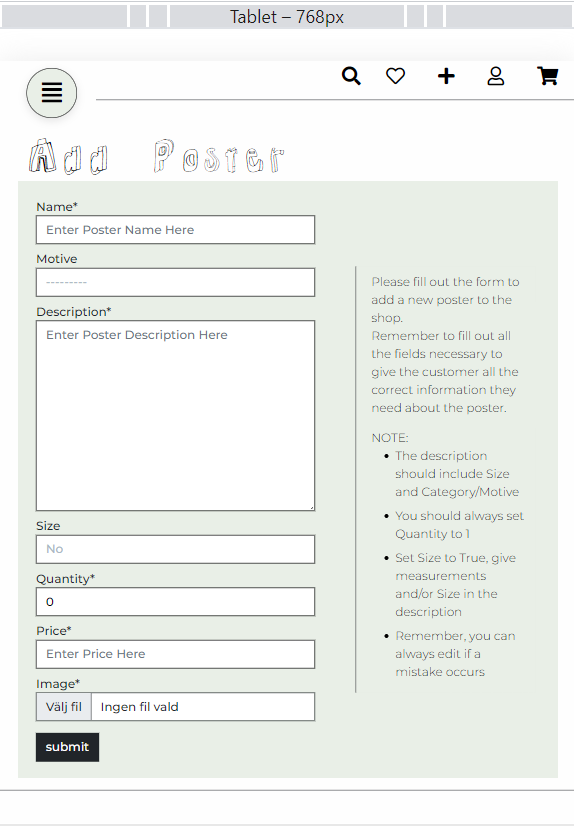 Tablet – 768px
Add Poster
Name*
Enter Poster Name Here
Motive
---------
Description*
Enter Poster Description Here
Size
No
Quantity*
0
Price*
Enter Price Here
Image*
Välj fil Ingen fil vald
submit
Please fill out the form to
add a new poster to the
shop.
Remember to fill out all
the fields necessary to
give the customer all the
correct information they
need about the poster.
NOTE:
• The description
should include Size
and Category/Motive
• You should always set
Quantity to 1
• Set Size to True, give
measurements
and/or Size in the
description
• Remember, you can
always edit if a
mistake occurs